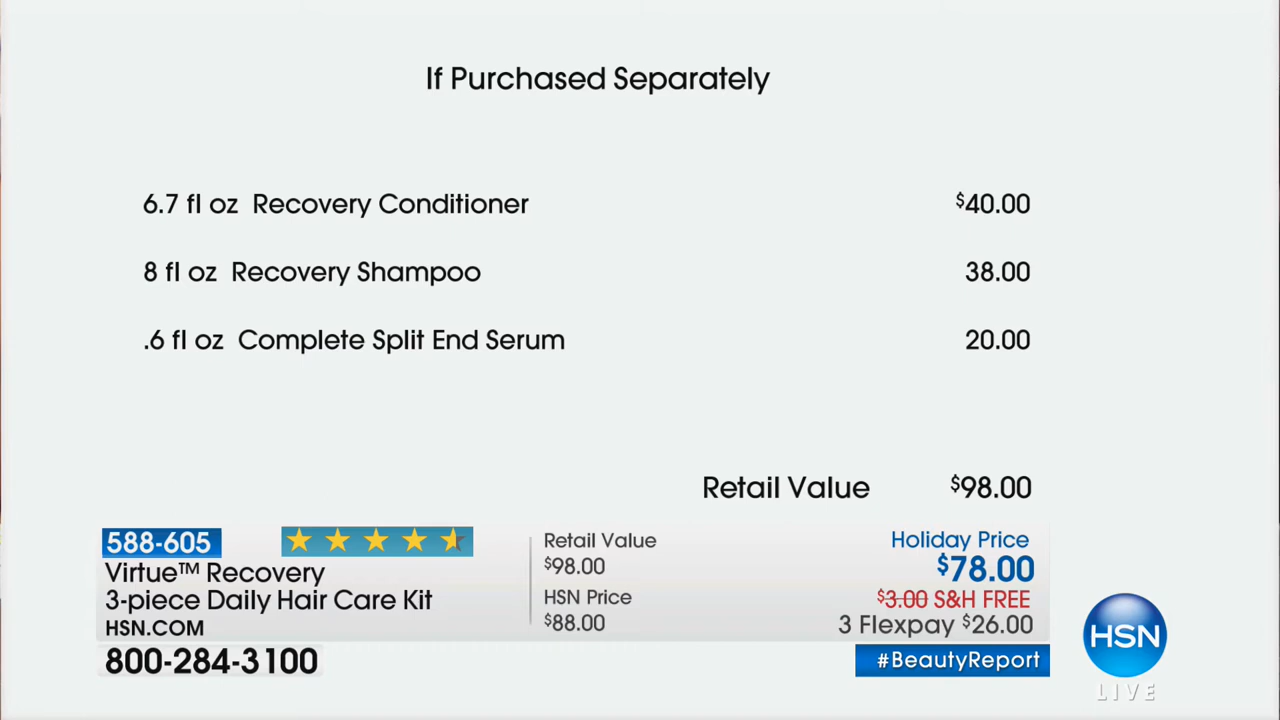 If Purchased Separately
6.7 fl oz Recovery Conditioner $40.00
8 fl oz Recovery Shampoo 38.00
.6 fl oz Complete Split End Serum 20.00
Retail Value $98.00
588-605
Virtue™ Recovery
3-piece Daily Hair Care Kit
HSN.COM
800-284-3100
Retail Value
$98.00
HSN Price
$88.00
Holiday Price
$78.00
$3.00 S&H FREE
3 Flexpay $26.00
#BeautyReport
HSN
LIVE